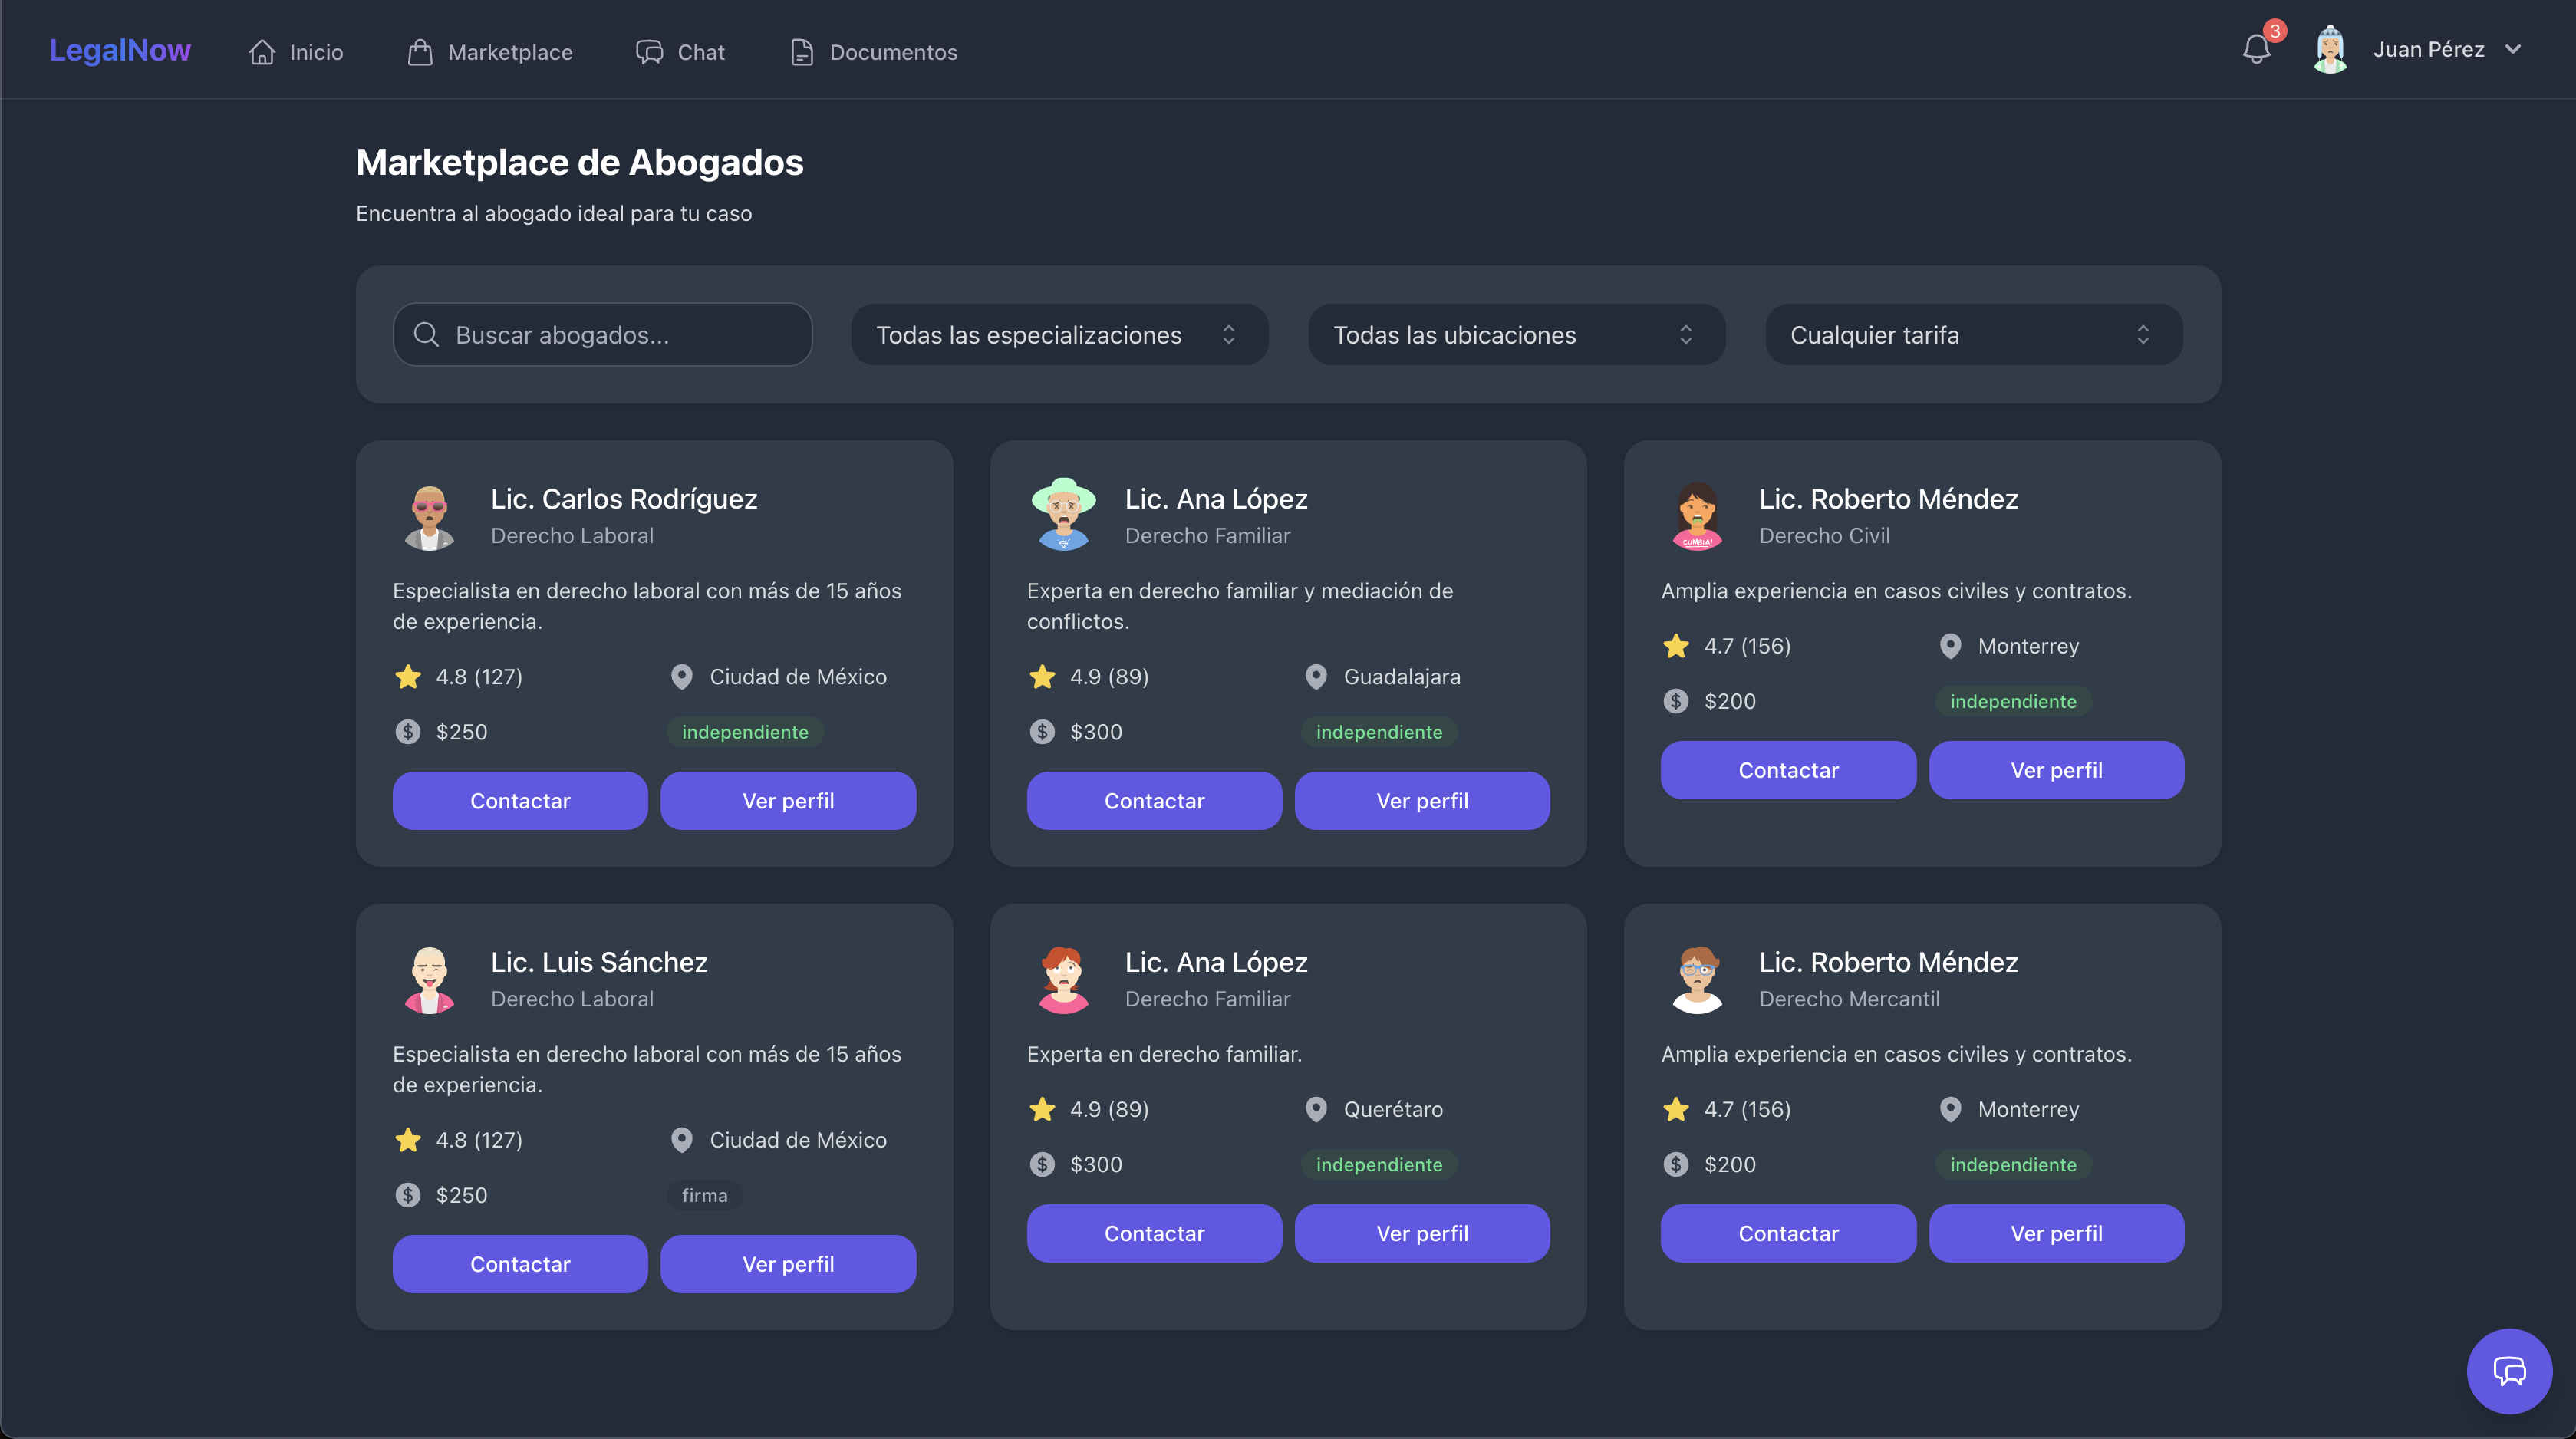 LegalNow
Inicio
Marketplace
Chat
Documentos
3
Juan Pérez
Marketplace de Abogados
Encuentra al abogado ideal para tu caso
Buscar abogados...
Todas las especializaciones
Todas las ubicaciones
Cualquier tarifa
Lic. Carlos Rodríguez
Derecho Laboral
Especialista en derecho laboral con más de 15 años
de experiencia.
4.8 (127)
Ciudad de México
$250
independiente
Contactar
Ver perfil
Lic. Ana López
Derecho Familiar
Experta en derecho familiar y mediación de
conflictos.
4.9 (89)
Guadalajara
$300
independiente
Contactar
Ver perfil
CUMBIA!
Lic. Roberto Méndez
Derecho Civil
Amplia experiencia en casos civiles y contratos.
4.7 (156)
Monterrey
$200
independiente
Contactar
Ver perfil
Lic. Luis Sánchez
Derecho Laboral
Especialista en derecho laboral con más de 15 años
de experiencia.
4.8 (127)
Ciudad de México
$250
firma
Contactar
Ver perfil
Lic. Ana López
Derecho Familiar
Experta en derecho familiar.
4.9 (89)
Querétaro
$300
independiente
Contactar
Ver perfil
Lic. Roberto Méndez
Derecho Mercantil
Amplia experiencia en casos civiles y contratos.
4.7 (156)
Monterrey
$200
independiente
Contactar
Ver perfil